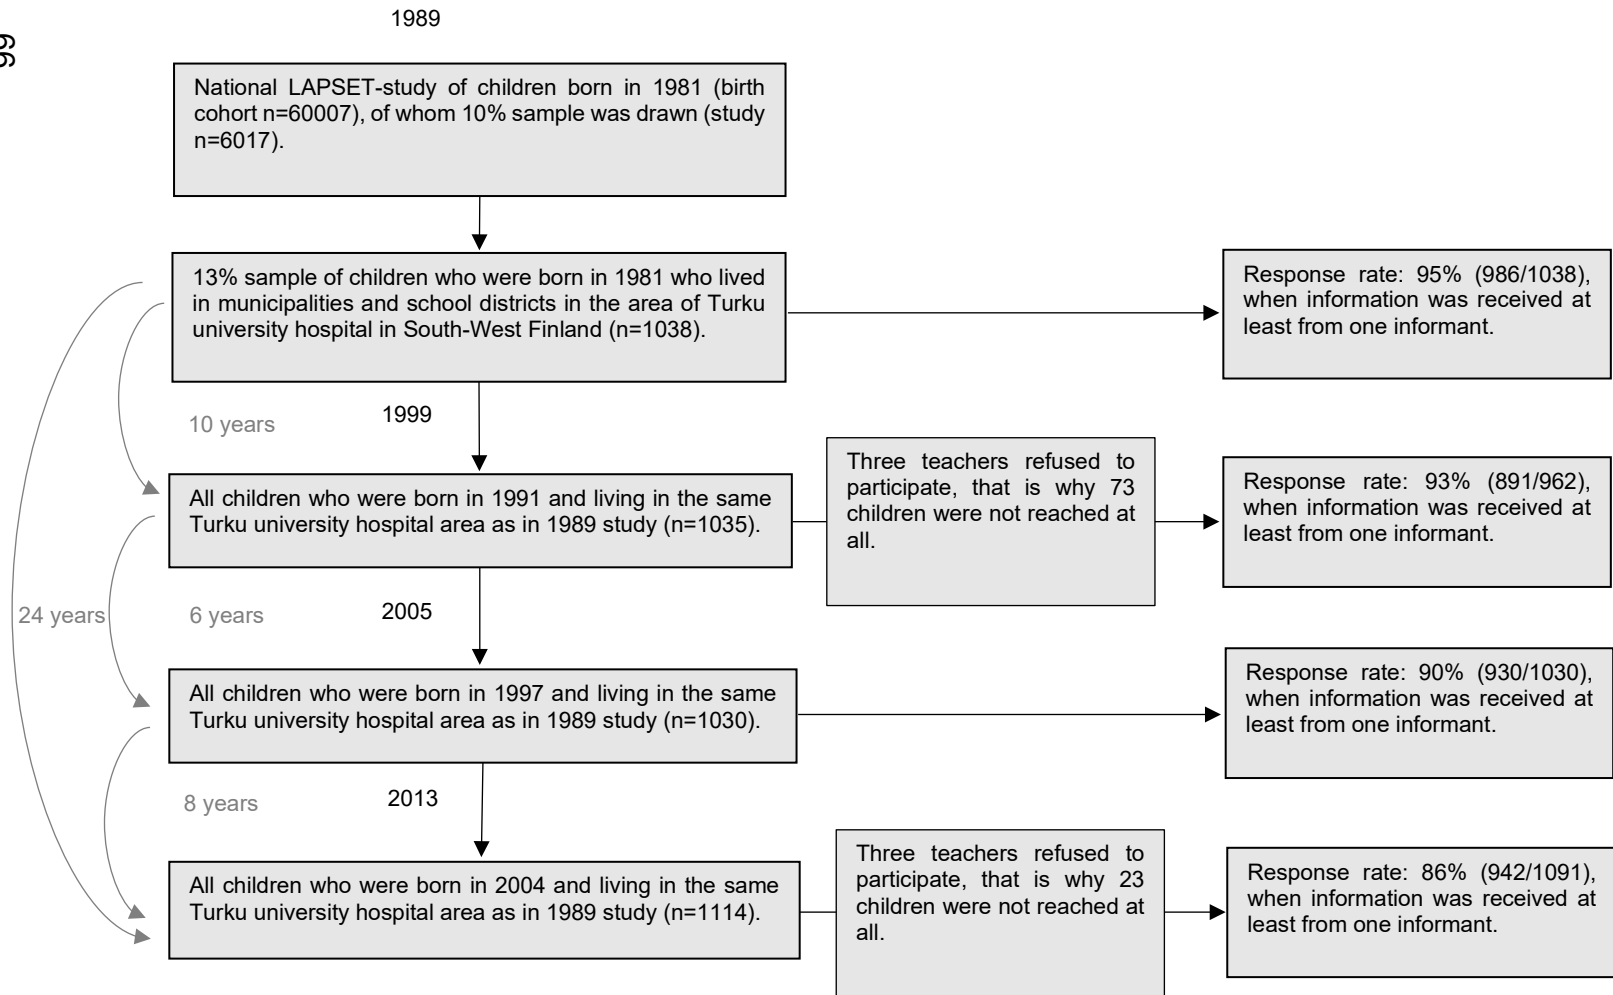 1989
66
National LAPSET-study of children born in 1981 (birth
cohort n=60007), of whom 10% sample was drawn (study
n=6017).
13% sample of children who were born in 1981 who lived
in municipalities and school districts in the area of Turku
university hospital in South-West Finland (n=1038).
Response rate: 95% (986/1038),
when information was received at
least from one informant.
10 years
1999
All children who were born in 1991 and living in the same
Turku university hospital area as in 1989 study (n=1035).
Three teachers refused to
participate, that is why 73
children were not reached at
all.
Response rate: 93% (891/962),
when information was received at
least from one informant.
24 years
6 years
2005
All children who were born in 1997 and living in the same
Turku university hospital area as in 1989 study (n=1030).
Response rate: 90% (930/1030),
when information was received at
least from one informant.
8 years
2013
All children who were born in 2004 and living in the same
Turku university hospital area as in 1989 study (n=1114).
Three teachers refused to
participate, that is why 23
children were not reached at
all.
Response rate: 86% (942/1091),
when information was received at
least from one informant.